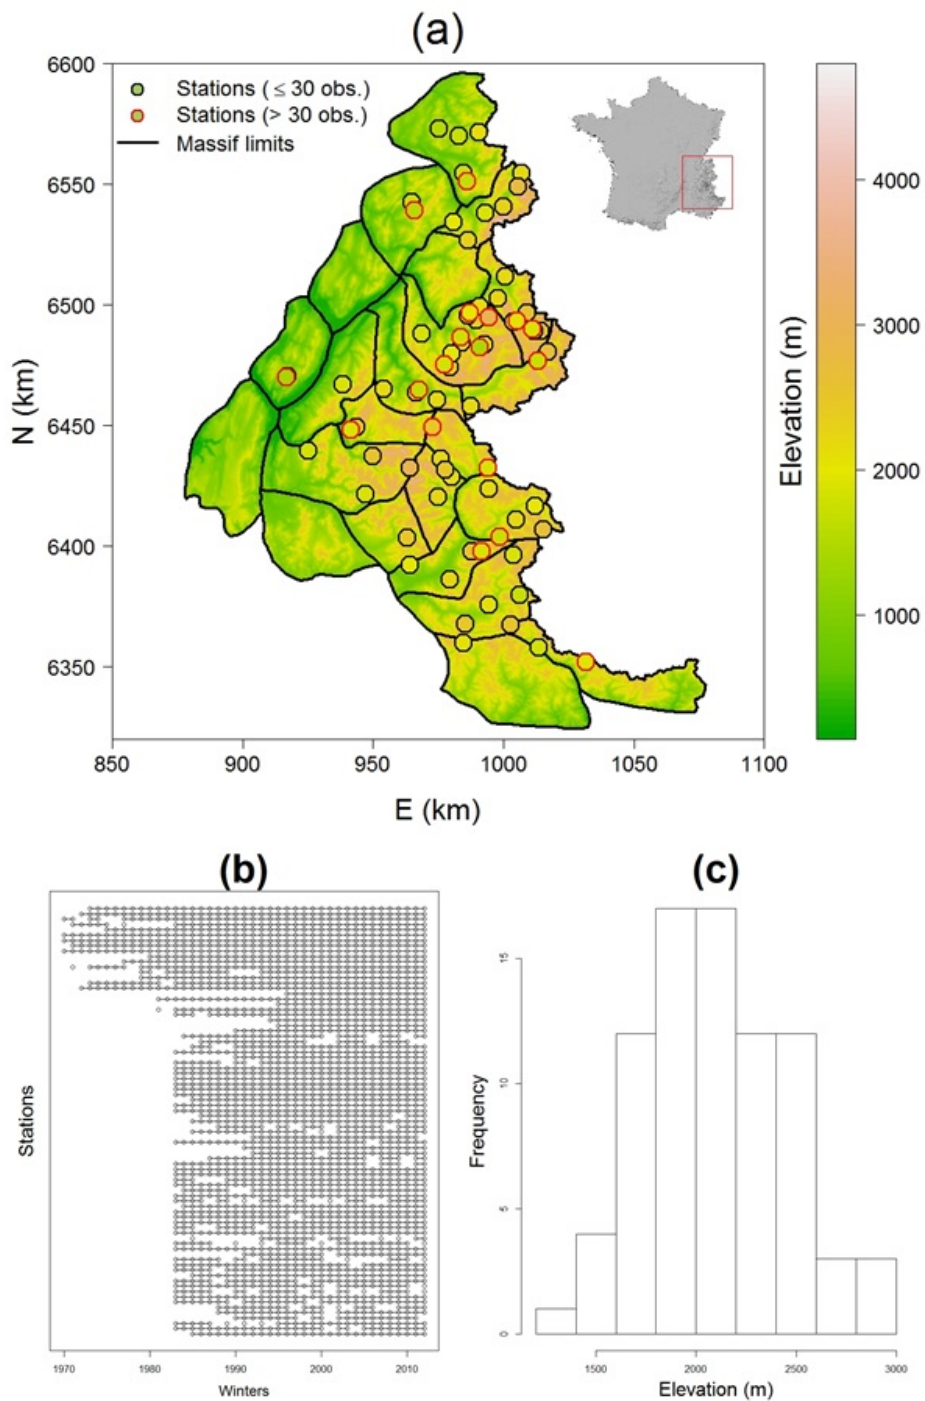 (a)
6600
6550
6500
6450
6400
6350
N (km)
Stations (≤ 30 obs.)
Stations (> 30 obs.)
Massif limits
850 900 950 1000 1050 1100
E (km)
Elevation (m)
4000
3000
2000
1000
(b)
Stations
1970 1980 1990 2000 2010
Winters
(c)
Frequency
15
10
5
0
1500 2000 2500 3000
Elevation (m)